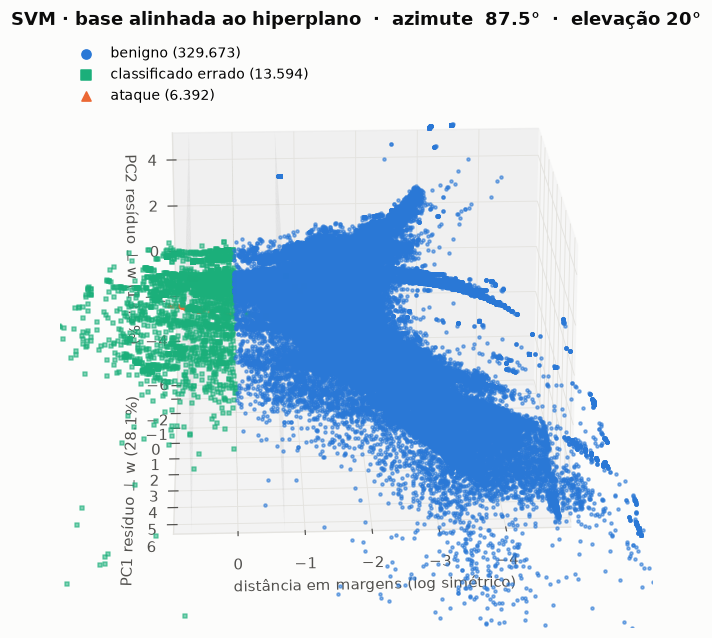 SVM · base alinhada ao hiperplano · azimute 87.5° · elevação 20°
benigno (329.673)
classificado errado (13.594)
ataque (6.392)
4
2
0
−6
−2
−1
0
1
2
3
4
5
6
PC2 resíduo ⊥ w
PC1 resíduo ⊥ w (28.1%)
0
−1
−2
−3
−4
distância em margens (log simétrico)